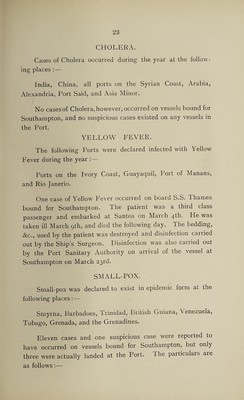 23
CHOLERA.
Cases of Cholera occurred during the year at the follow-
ing places :—
India, China, all ports on the Syrian Coast, Arabia,
Alexandria, Port Said, and Asia Minor.
No cases of Cholera, however, occurred on vessels bound for
Southampton, and no suspicious cases existed on any vessels in
the Port.
YELLOW FEVER.
The following Ports were declared infected with Yellow
Fever during the year :—
Ports on the Ivory Coast, Guayaquil, Port of Manaos,
and Rio Janerio.
One case of Yellow Fever occurred on board S.S. Thames
bound for Southampton. The patient was a third class
passenger and embarked at Santos on March 4th. He was
taken ill March 9th, and died the following day. The bedding,
&c., used by the patient was destroyed and disinfection carried
out by the Ship's Surgeon. Disinfection was also carried out
by the Port Sanitary Authority on arrival of the vessel at
Southampton on March 23rd.
SMALL-POX.
Small-pox was declared to exist in epidemic form at the
following places :—
Smyrna, Barbadoes, Trinidad, British Guiana, Venezuela,
Tobago, Grenada, and the Grenadines.
Eleven cases and one suspicious case were reported to
have occurred on vessels bound for Southampton, but only
three were actually landed at the Port. The particulars are
as follows :—